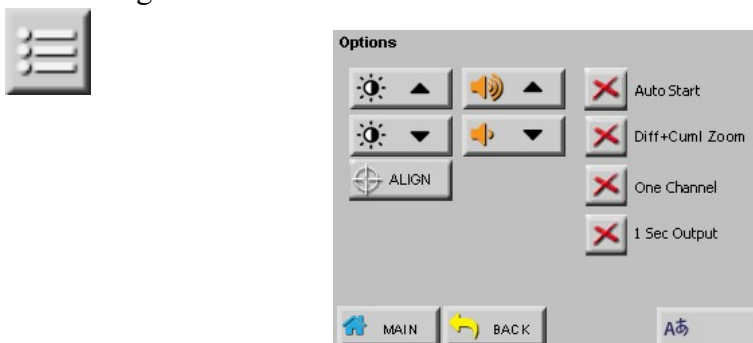 Options
Auto Start
Diff+Cuml Zoom
ALIGN
One Channel
1 Sec Output
MAIN
BACK
Aあ